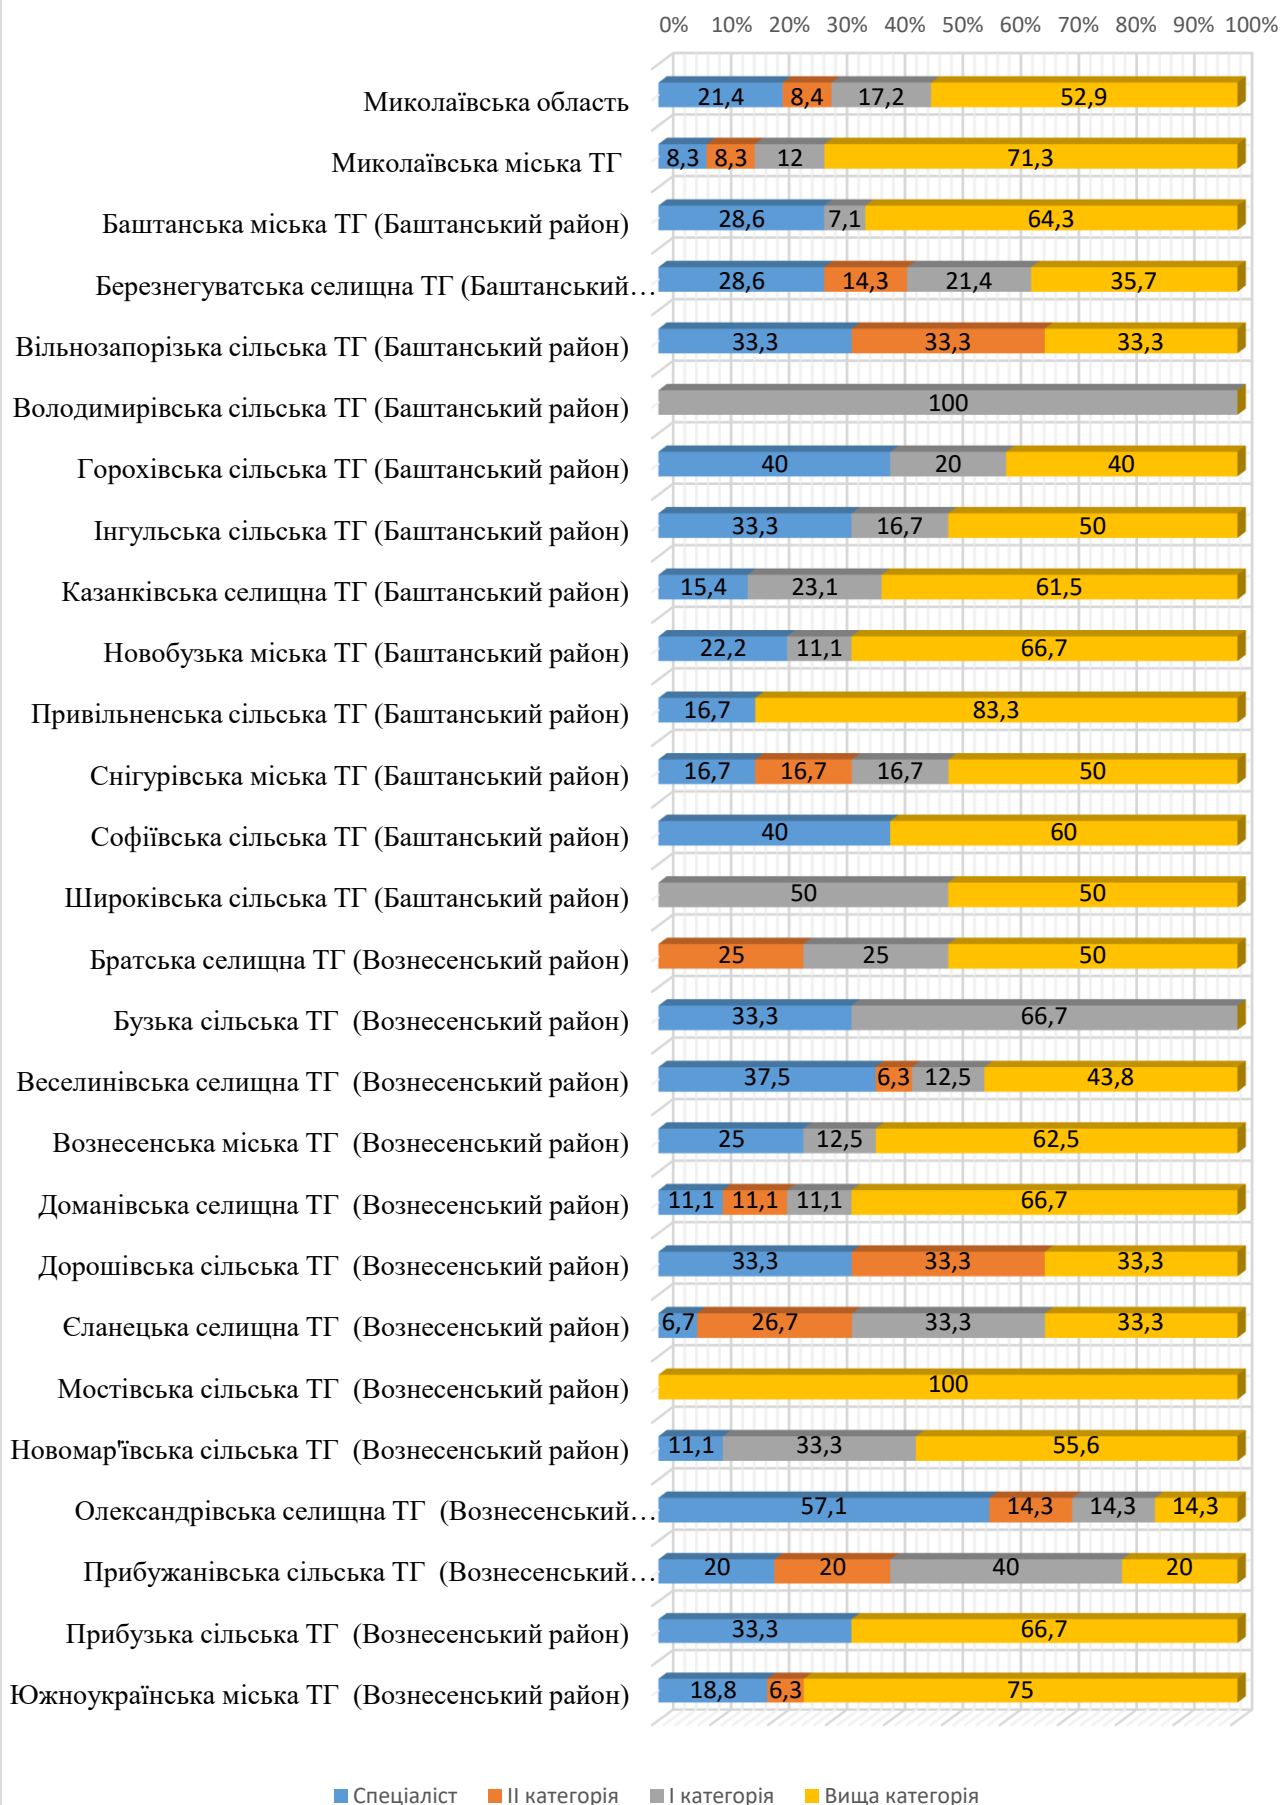 0% 10% 20% 30% 40% 50% 60% 70% 80% 90% 100%
Миколаївська область 21,4 8,4 17,2 52,9
Миколаївська міська ТГ 8,3 8,3 12 71,3
Баштанська міська ТГ (Баштанський район) 28,6 7,1 64,3
Березнегуватська селищна ТГ (Баштанський… 28,6 14,3 21,4 35,7
Вільнозапорізька сільська ТГ (Баштанський район) 33,3 33,3 33,3
Володимирівська сільська ТГ (Баштанський район) 100
Горохівська сільська ТГ (Баштанський район) 40 20 40
Інгульська сільська ТГ (Баштанський район) 33,3 16,7 50
Казанківська селищна ТГ (Баштанський район) 15,4 23,1 61,5
Новобузька міська ТГ (Баштанський район) 22,2 11,1 66,7
Привільненська сільська ТГ (Баштанський район) 16,7 83,3
Снігурівська міська ТГ (Баштанський район) 16,7 16,7 16,7 50
Софіївська сільська ТГ (Баштанський район) 40 60
Широківська сільська ТГ (Баштанський район) 50 50
Братська селищна ТГ (Вознесенський район) 25 25 50
Бузька сільська ТГ (Вознесенський район) 33,3 66,7
Веселинівська селищна ТГ (Вознесенський район) 37,5 6,3 12,5 43,8
Вознесенська міська ТГ (Вознесенський район) 25 12,5 62,5
Доманівська селищна ТГ (Вознесенський район) 11,1 11,1 11,1 66,7
Дорошівська сільська ТГ (Вознесенський район) 33,3 33,3 33,3
Єланецька селищна ТГ (Вознесенський район) 6,7 26,7 33,3 33,3
Мостівська сільська ТГ (Вознесенський район) 100
Новомар'ївська сільська ТГ (Вознесенський район) 11,1 33,3 55,6
Олександрівська селищна ТГ (Вознесенський… 57,1 14,3 14,3 14,3
Прибужанівська сільська ТГ (Вознесенський… 20 20 40 20
Прибузька сільська ТГ (Вознесенський район) 33,3 66,7
Южноукраїнська міська ТГ (Вознесенський район) 18,8 6,3 75
Спеціаліст ІІ категорія І категорія Вища категорія